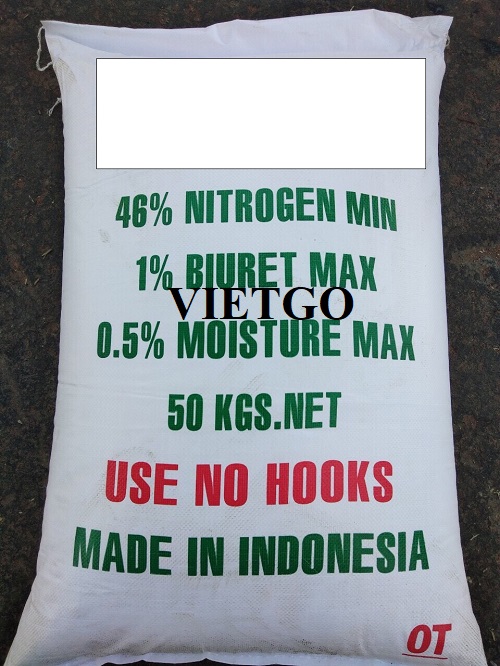 46% NITROGEN MIN
1% BIURET MAX
VIETGO
0.5% MOISTURE MAX
50 KGS.NET
USE NO HOOKS
MADE IN INDONESIA
OT